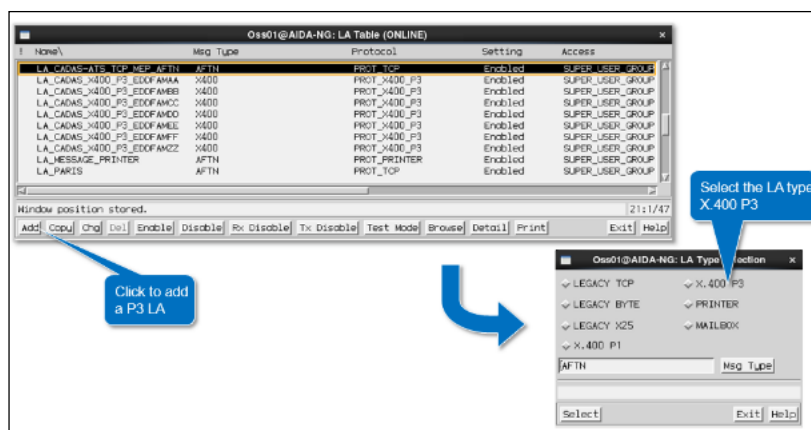 Oss01@AIDA-NG: LA Table (ONLINE) ×
! Name\ Msg Type Protocol Setting Access
LA_CADAS-ATS_TCP_MEP_AFTN AFTN PROT_TCP Enabled SUPER_USER_GROUP
LA_CADAS_X400_P3_EDDFAMAA X400 PROT_X400_P3 Enabled SUPER_USER_GROUP
LA_CADAS_X400_P3_EDDFAMBB X400 PROT_X400_P3 Enabled SUPER_USER_GROUP
LA_CADAS_X400_P3_EDDFAMCC X400 PROT_X400_P3 Enabled SUPER_USER_GROUP
LA_CADAS_X400_P3_EDDFAMDD X400 PROT_X400_P3 Enabled SUPER_USER_GROUP
LA_CADAS_X400_P3_EDDFAMEE X400 PROT_X400_P3 Enabled SUPER_USER_GROUP
LA_CADAS_X400_P3_EDDFAMFF X400 PROT_X400_P3 Enabled SUPER_USER_GROUP
LA_CADAS_X400_P3_EDDFAMZZ X400 PROT_X400_P3 Enabled SUPER_USER_GROUP
LA_MESSAGE_PRINTER AFTN PROT_PRINTER Enabled SUPER_USER_GROUP
LA_PARIS AFTN PROT_TCP Enabled SUPER_USER_GROUP
Window position stored. 21:1/47
Add Copy Chg Del Enable Disable Rx Disable Tx Disable Test Mode Browse Detail Print Exit Help
Select the LA type
X.400 P3
Click to add
a P3 LA
Oss01@AIDA-NG: LA Type Selection ×
LEGACY TCP X.400 P3
LEGACY BYTE PRINTER
LEGACY X25 MAILBOX
X.400 P1
AFTN Msg Type
Select Exit Help